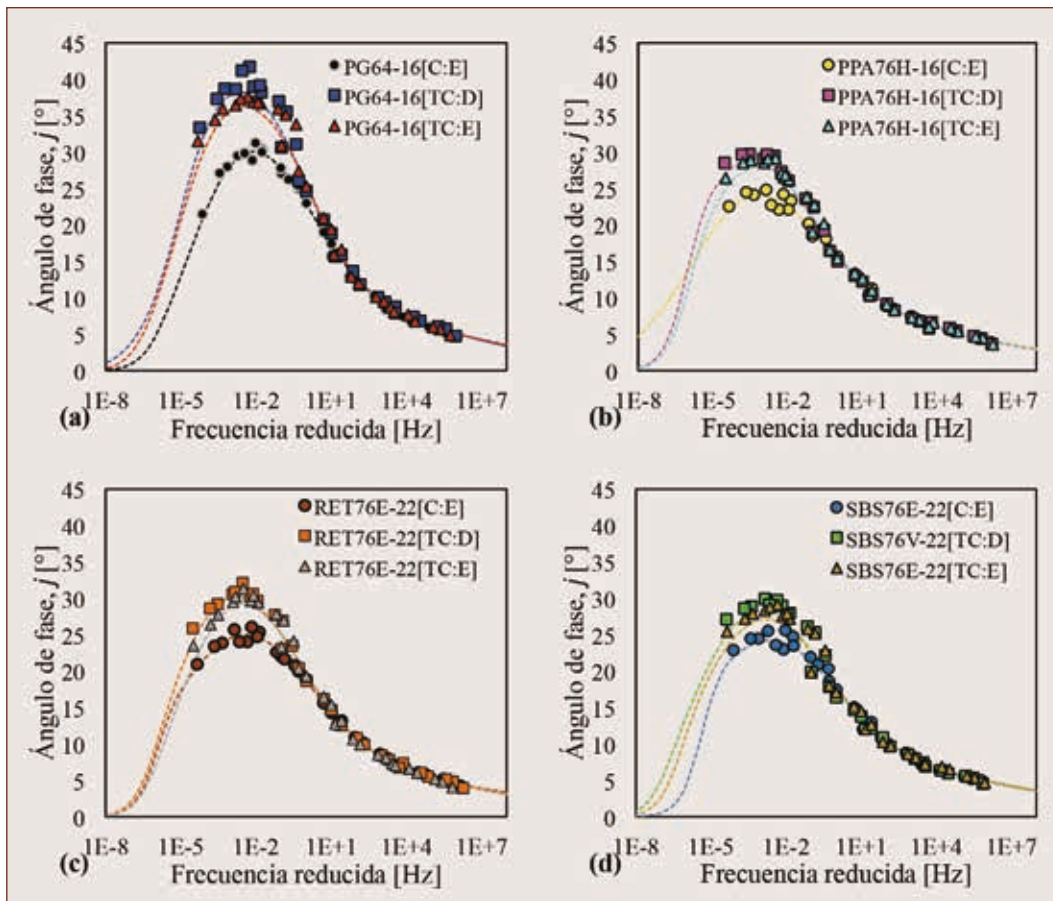 45
40
35
30
25
20
15
10
5
0
Ángulo de fase, j [°]
PG64-16[C:E]
PG64-16[TC:D]
PG64-16[TC:E]
1E-8 1E-5 1E-2 1E+1 1E+4 1E+7
(a) Frecuencia reducida [Hz]
45
40
35
30
25
20
15
10
5
0
Ángulo de fase, j [°]
PPA76H-16[C:E]
PPA76H-16[TC:D]
PPA76H-16[TC:E]
1E-8 1E-5 1E-2 1E+1 1E+4 1E+7
(b) Frecuencia reducida [Hz]
45
40
35
30
25
20
15
10
5
0
Ángulo de fase, j [°]
RET76E-22[C:E]
RET76E-22[TC:D]
RET76E-22[TC:E]
1E-8 1E-5 1E-2 1E+1 1E+4 1E+7
(c) Frecuencia reducida [Hz]
45
40
35
30
25
20
15
10
5
0
Ángulo de fase, j [°]
SBS76E-22[C:E]
SBS76V-22[TC:D]
SBS76E-22[TC:E]
1E-8 1E-5 1E-2 1E+1 1E+4 1E+7
(d) Frecuencia reducida [Hz]